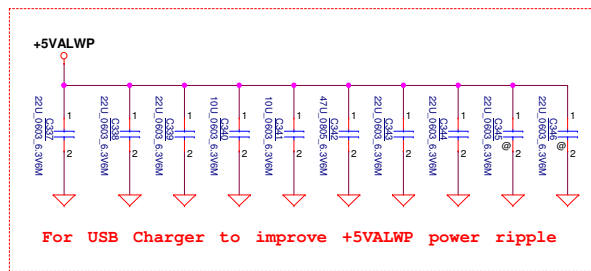 +5VALWP
22U_0603_6.3V6M
C337
1
2
22U_0603_6.3V6M
C338
1
2
22U_0603_6.3V6M
C339
1
2
10U_0603_6.3V6M
C340
1
2
10U_0603_6.3V6M
C341
1
2
47U_0805_6.3V6M
C342
1
2
22U_0603_6.3V6M
C343
1
2
22U_0603_6.3V6M
C344
1
2
22U_0603_6.3V6M
C345
@
1
2
22U_0603_6.3V6M
C346
@
1
2
For USB Charger to improve +5VALWP power ripple